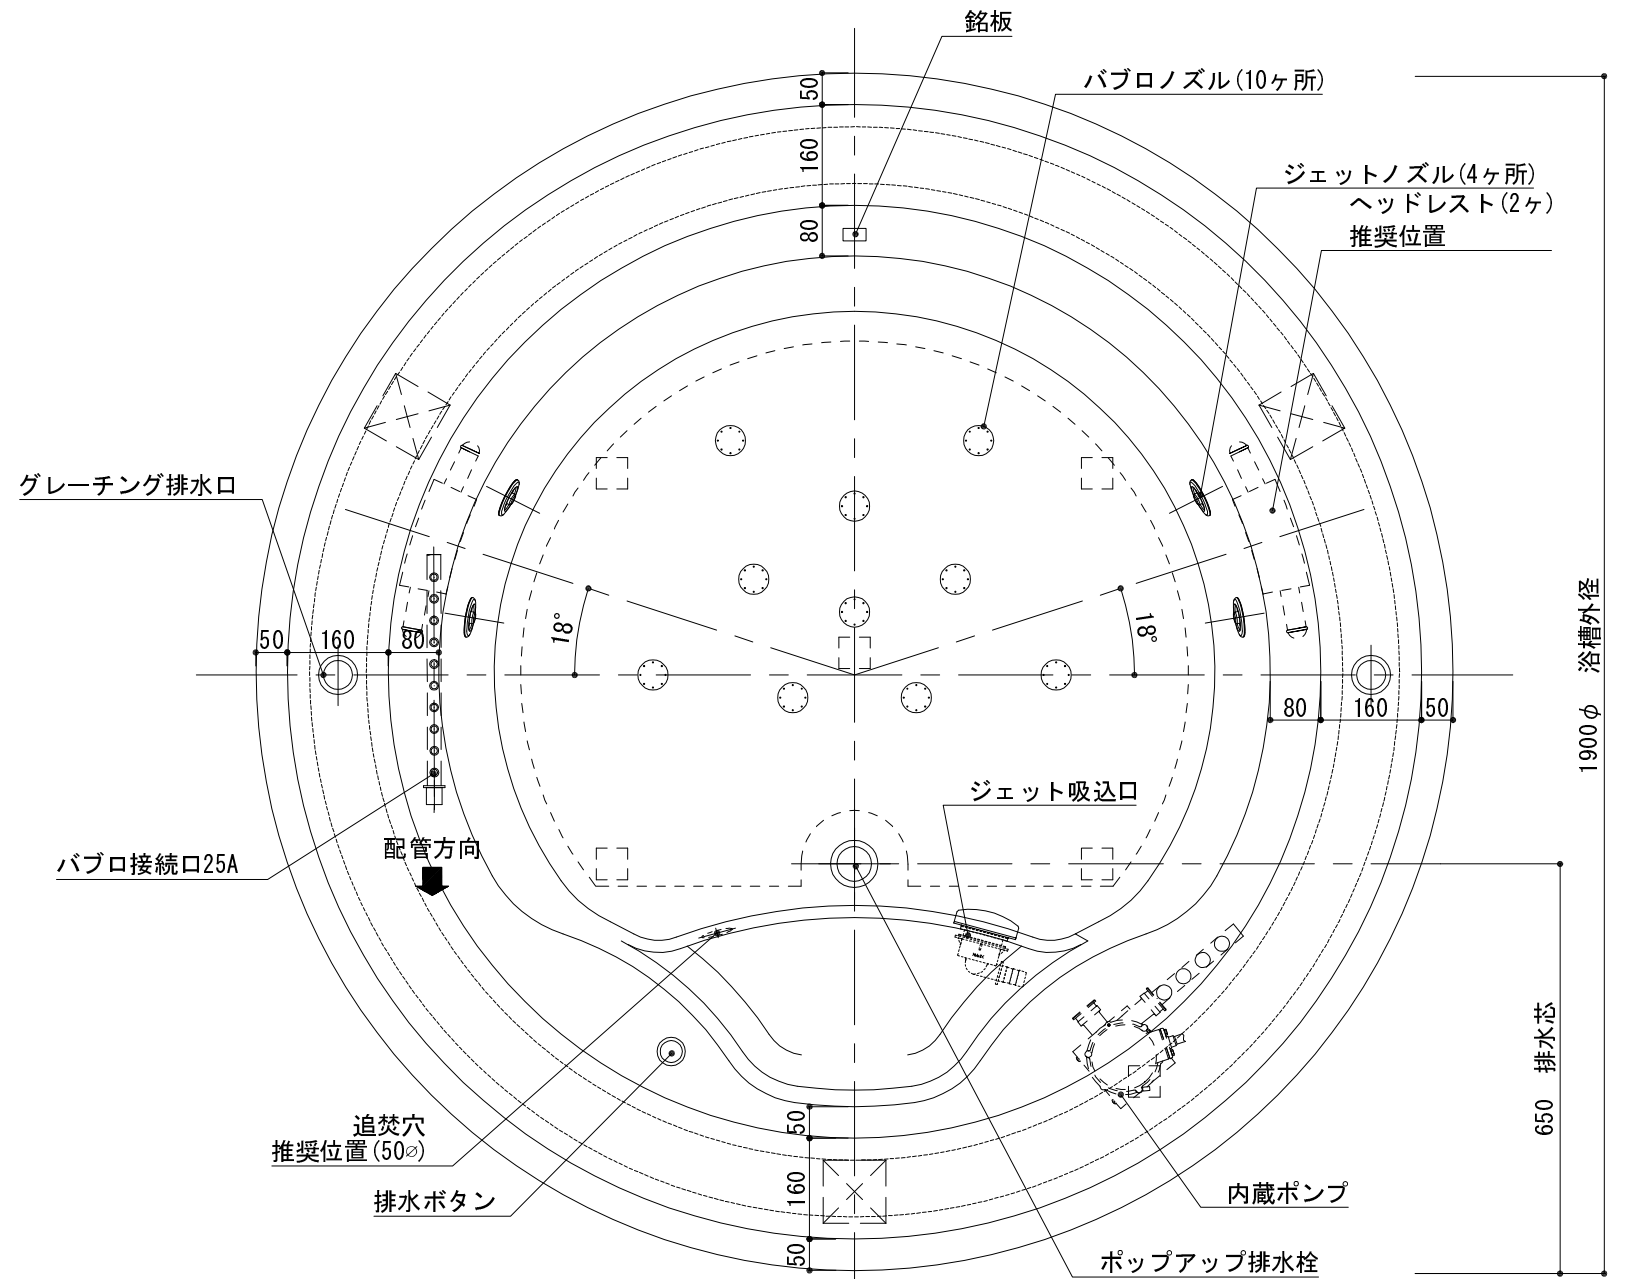 銘板
バブロノズル(10ヶ所)
50
160
80
ジェットノズル(4ヶ所)
ヘッドレスト(2ヶ)
推奨位置
グレーチング排水口
18°
18°
50
160
80
80
160
50
1900φ 浴槽外径
ジェット吸込口
配管方向
バブロ接続口25A
650 排水芯
追焚穴
推奨位置(50⌀)
排水ボタン
50
160
50
内蔵ポンプ
ポップアップ排水栓